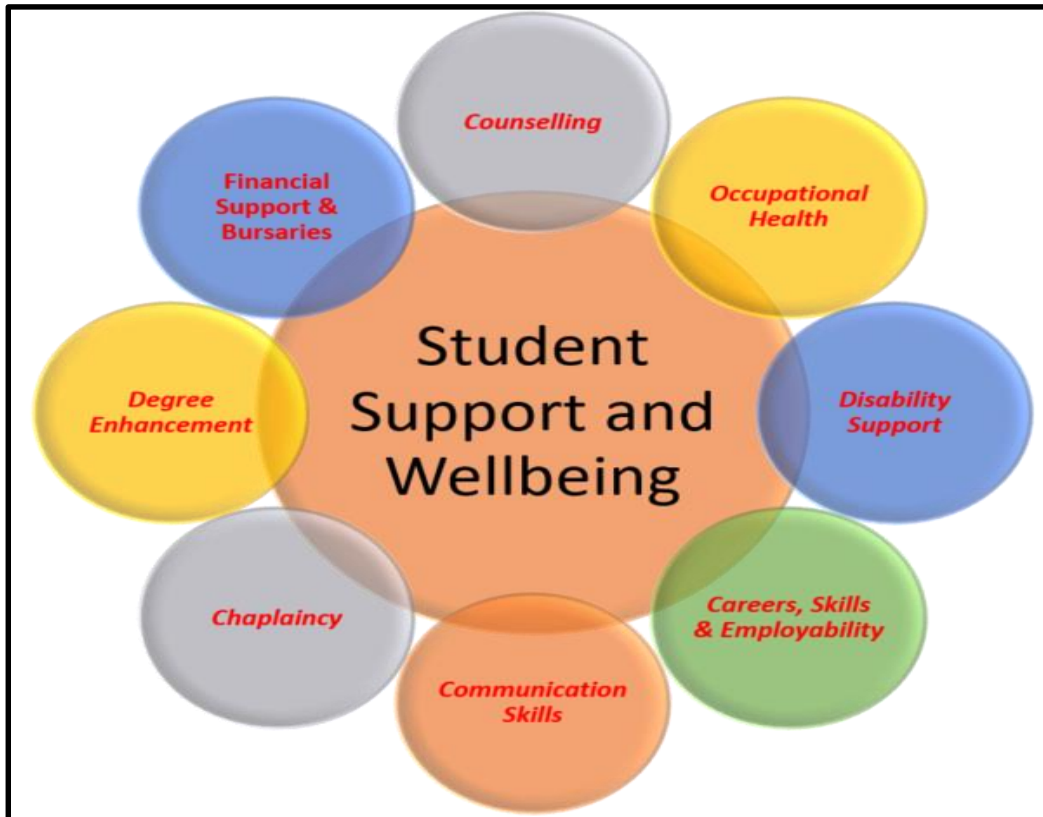 Counselling
Financial
Support &
Bursaries
Occupational
Health
Student
Support and
Wellbeing
Degree
Enhancement
Disability
Support
Chaplaincy
Careers, Skills
& Employability
Communication
Skills